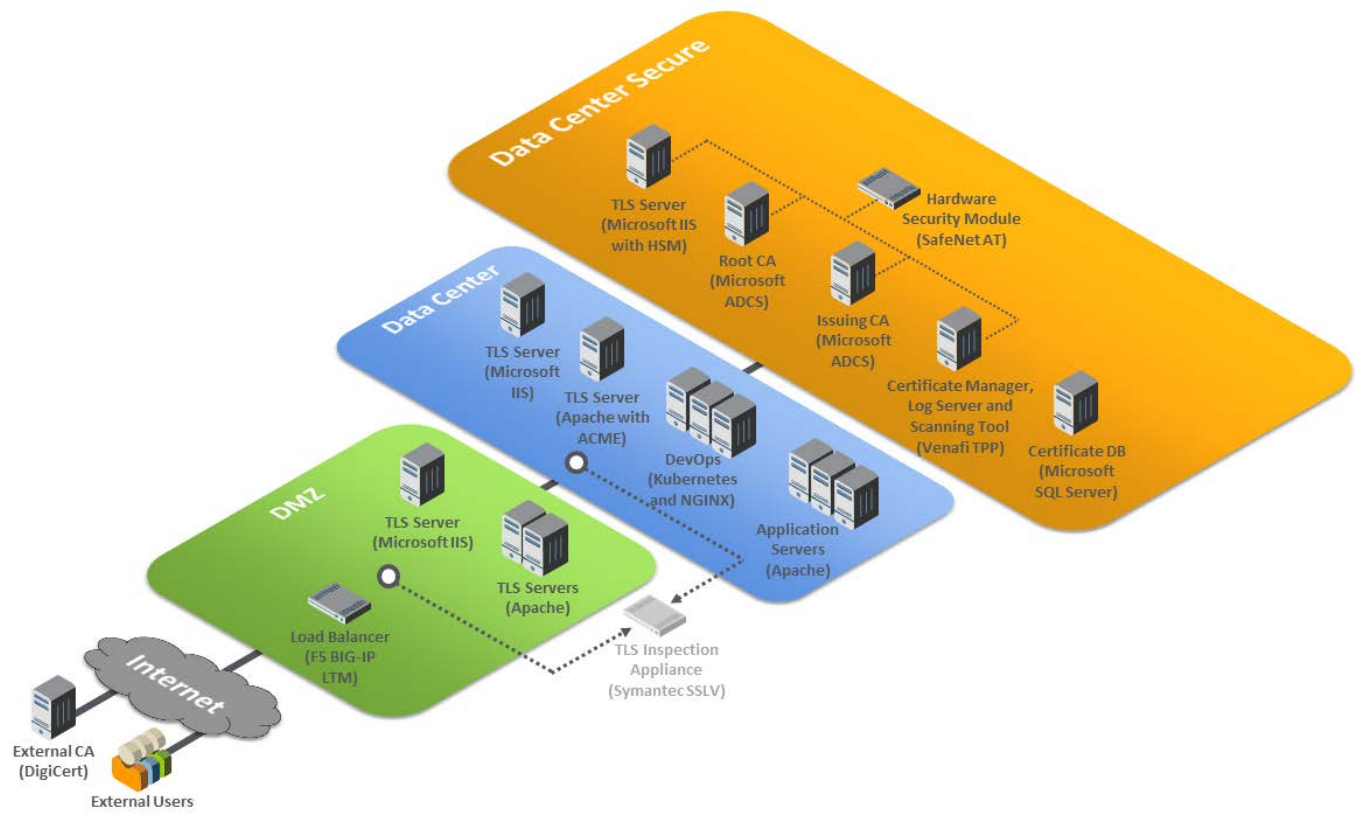 Data Center Secure
TLS Server
(Microsoft IIS
with HSM)
Root CA
(Microsoft
ADCS)
Hardware
Security Module
(SafeNet AT)
Issuing CA
(Microsoft
ADCS)
Certificate Manager,
Log Server and
Scanning Tool
(Venafi TPP)
Certificate DB
(Microsoft
SQL Server)
Data Center
TLS Server
(Microsoft
IIS)
TLS Server
(Apache with
ACME)
DevOps
(Kubernetes
and NGINX)
Application
Servers
(Apache)
DMZ
TLS Server
(Microsoft IIS)
TLS Servers
(Apache)
Load Balancer
(F5 BIG-IP
LTM)
TLS Inspection
Appliance
(Symantec SSLV)
Internet
External CA
(DigiCert)
External Users